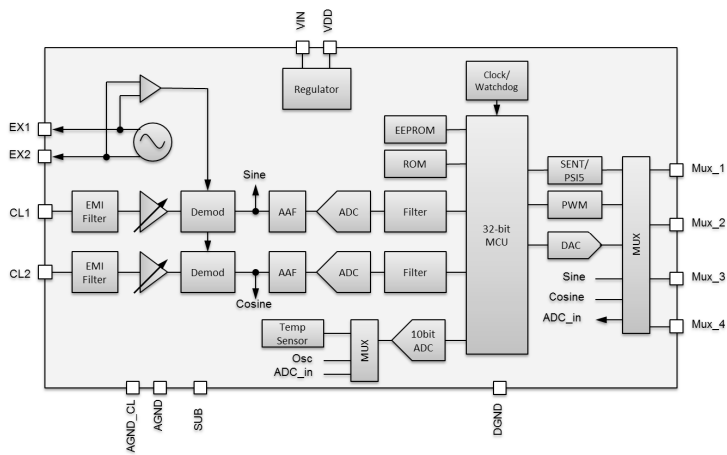 VIN
VDD
Regulator
Clock/
Watchdog
EX1
EX2
EEPROM
ROM
SENT/
PSI5
Mux_1
Sine
CL1
EMI
Filter
Demod
AAF
ADC
Filter
32-bit
MCU
PWM
MUX
Mux_2
DAC
CL2
EMI
Filter
Demod
AAF
ADC
Filter
Sine
Mux_3
Cosine
Cosine
ADC_in
Mux_4
Temp
Sensor
MUX
10bit
ADC
Osc
ADC_in
AGND_CL
AGND
SUB
DGND